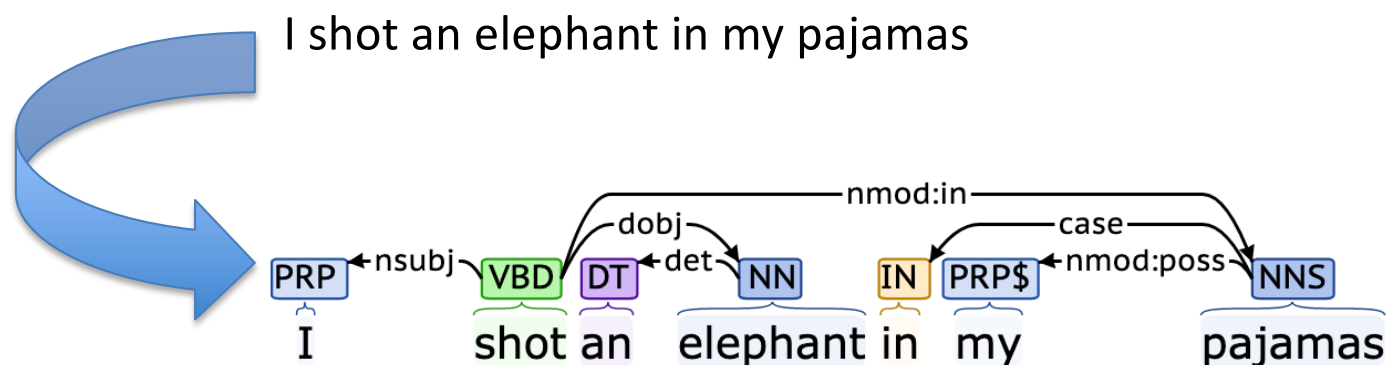 I shot an elephant in my pajamas
nmod:in
dobj case
nsubj det nmod:poss
PRP VBD DT NN IN PRP$ NNS
I shot an elephant in my pajamas